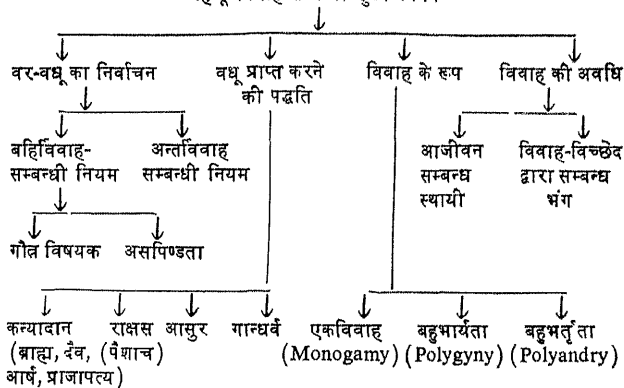 वर-वधू का निर्वाचन
वधू प्राप्त करने
की पद्धति
विवाह के रूप
विवाह की अवधि
बहिर्विवाह-
सम्बन्धी नियम
अन्तर्विवाह
सम्बन्धी नियम
आजीवन
सम्बन्ध
स्थायी
विवाह-विच्छेद
द्वारा सम्बन्ध
भंग
गौत्र विषयक
असपिण्डता
कन्यादान
(ब्राह्म, दैव,
आर्ष, प्राजापत्य)
राक्षस
(पैशाच)
आसुर
गान्धर्व
एकविवाह
(Monogamy)
बहुभार्यता
(Polygyny)
बहुभर्तृता
(Polyandry)